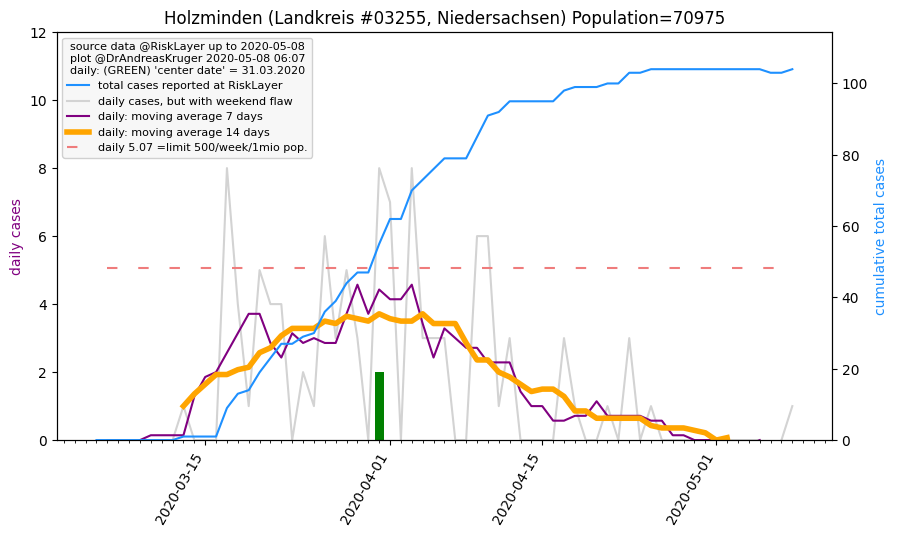 Holzminden (Landkreis #03255, Niedersachsen) Population=70975
source data @RiskLayer up to 2020-05-08
plot @DrAndreasKruger 2020-05-08 06:07
daily: (GREEN) 'center date' = 31.03.2020
total cases reported at RiskLayer
daily cases, but with weekend flaw
daily: moving average 7 days
daily: moving average 14 days
daily 5.07 =limit 500/week/1mio pop.
daily cases
12
10
8
6
4
2
0
cumulative total cases
100
80
60
40
20
0
2020-03-15
2020-04-01
2020-04-15
2020-05-01